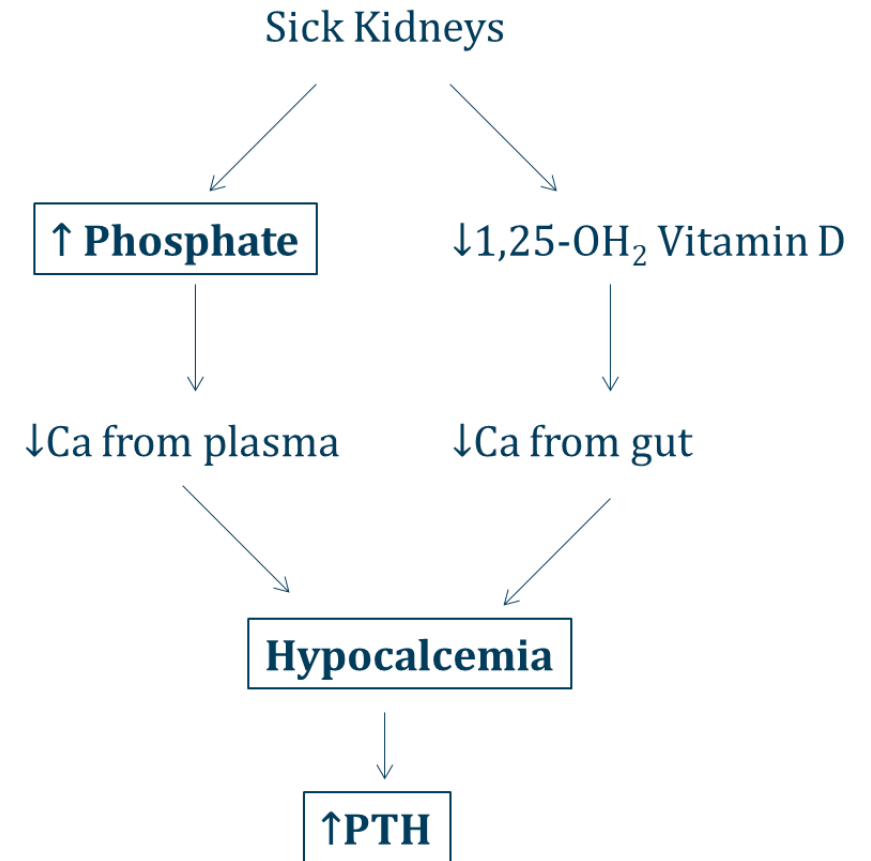 Sick Kidneys
↑ Phosphate
↓1,25-OH₂ Vitamin D
↓Ca from plasma
↓Ca from gut
Hypocalcemia
↑PTH